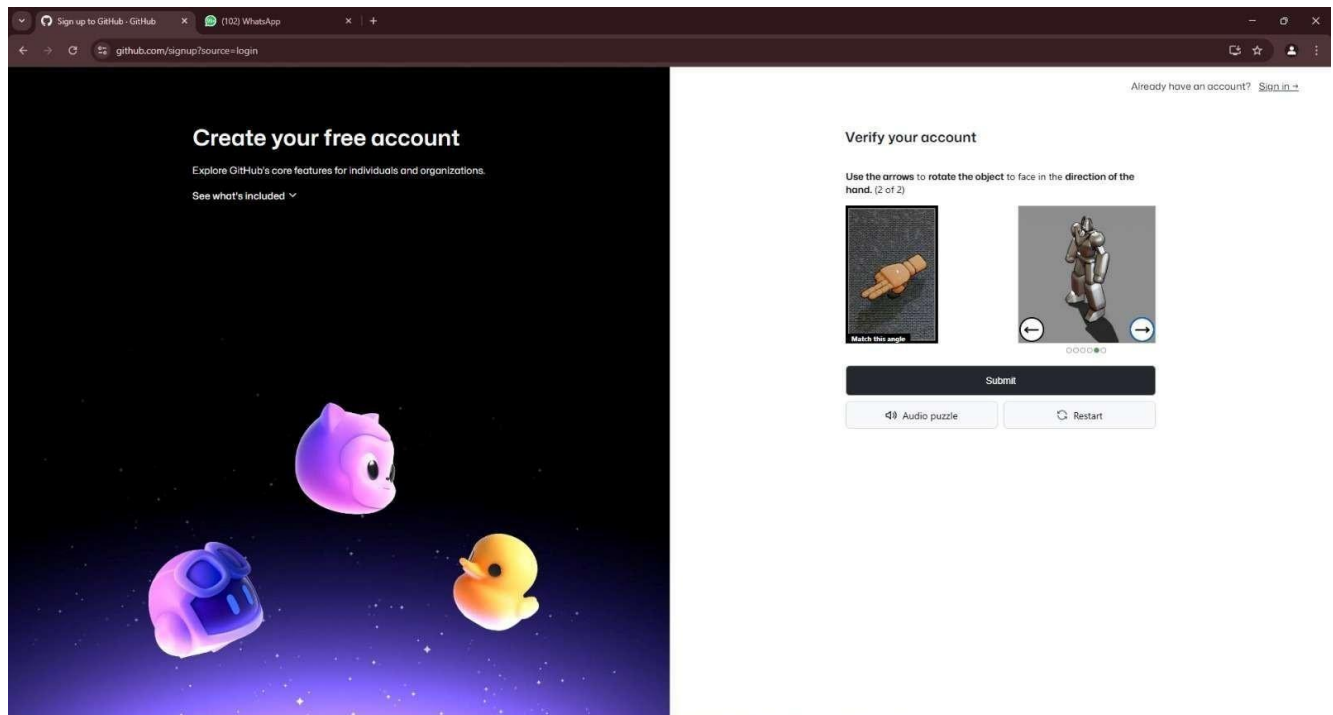 Sign up to GitHub · GitHub
(102) WhatsApp
github.com/signup?source=login
Already have an account? Sign in →
Create your free account
Explore GitHub's core features for individuals and organizations.
See what's included
Verify your account
Use the arrows to rotate the object to face in the direction of the
hand. (2 of 2)
Match this angle
Submit
Audio puzzle
Restart